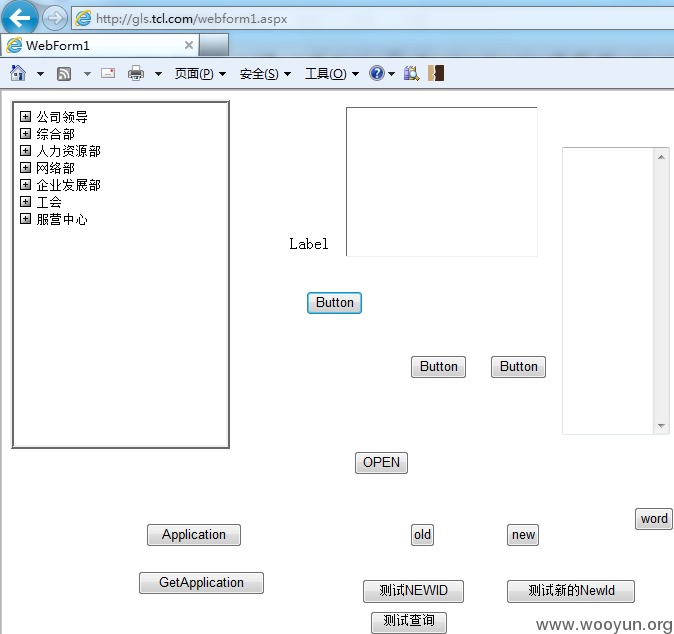 http://gls.tcl.com/webform1.aspx
WebForm1
页面(P) 安全(S) 工具(O)
公司领导
综合部
人力资源部
网络部
企业发展部
工会
服营中心
Label
Button
Button Button
OPEN
word
Application old new
GetApplication 测试NEWID 测试新的NewId
测试查询
www.wooyun.org